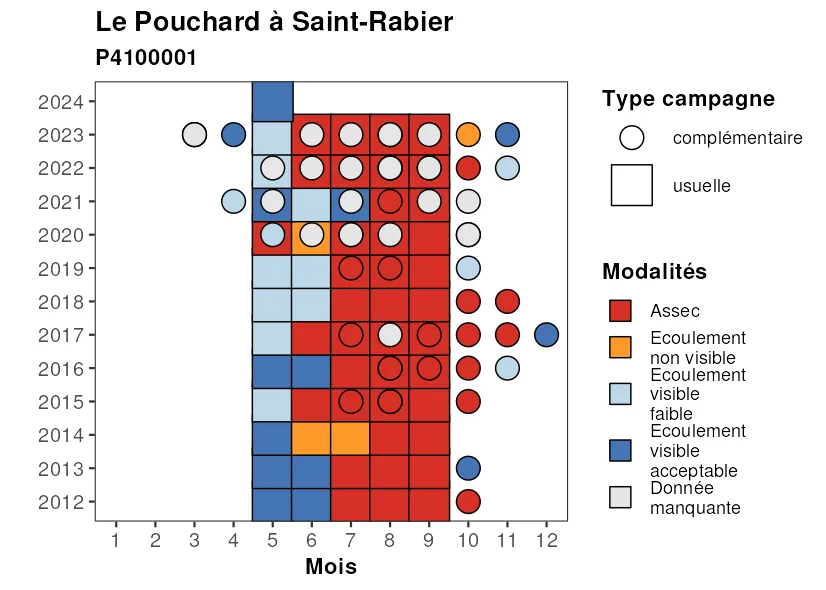 Le Pouchard à Saint-Rabier
P4100001
2024
2023
2022
2021
2020
2019
2018
2017
2016
2015
2014
2013
2012
1 2 3 4 5 6 7 8 9 10 11 12
Mois
Type campagne
complémentaire
usuelle
Modalités
Assec
Ecoulement
non visible
Ecoulement
visible
faible
Ecoulement
visible
acceptable
Donnée
manquante